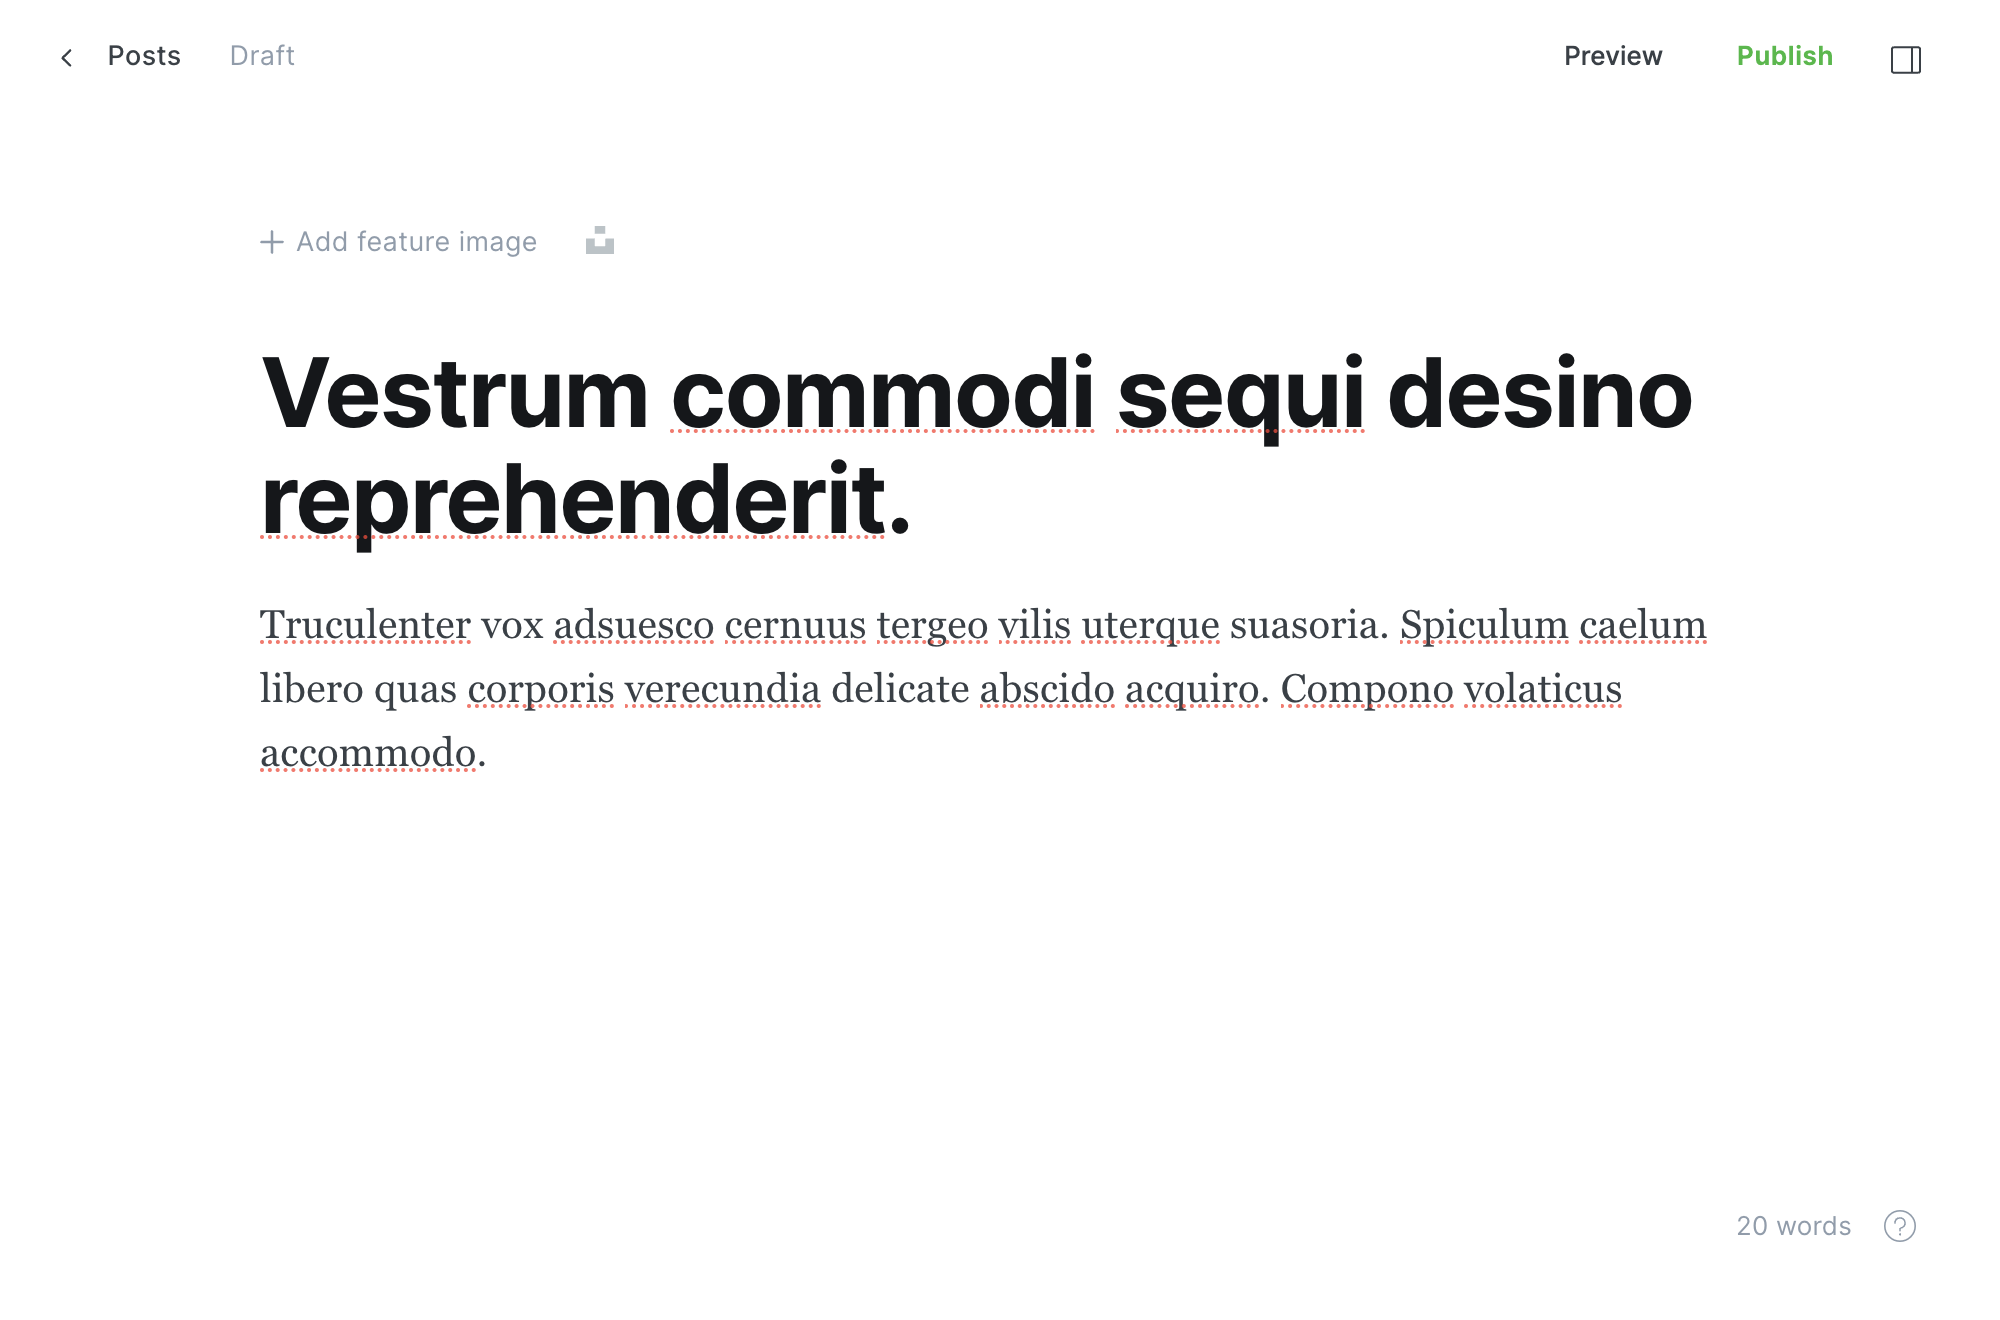 Posts Draft Preview Publish
Add feature image
Vestrum commodi sequi desino
reprehenderit.
Truculenter vox adsuesco cernuus tergeo vilis uterque suasoria. Spiculum caelum
libero quas corporis verecundia delicate abscido acquiro. Compono volaticus
accommodo.
20 words ?